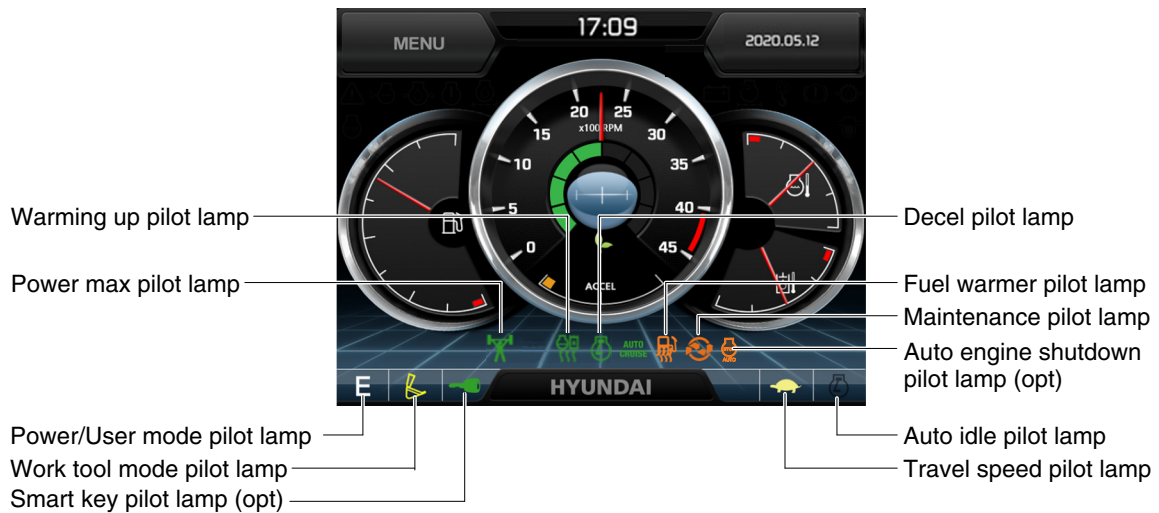 MENU
17:09
2020.05.12
20
25
x100 RPM
15
30
10
35
5
40
0
45
ACCEL
Warming up pilot lamp
Decel pilot lamp
Power max pilot lamp
Fuel warmer pilot lamp
Maintenance pilot lamp
Auto engine shutdown
pilot lamp (opt)
AUTO
CRUISE
AUTO
E
HYUNDAI
Power/User mode pilot lamp
Auto idle pilot lamp
Work tool mode pilot lamp
Travel speed pilot lamp
Smart key pilot lamp (opt)